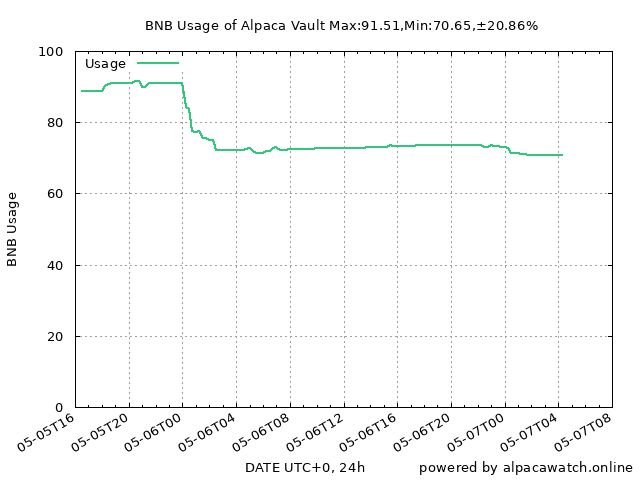 BNB Usage of Alpaca Vault Max:91.51,Min:70.65,±20.86%
Usage
100
80
60
40
20
0
BNB Usage
05-05T16
05-05T20
05-06T00
05-06T04
05-06T08
05-06T12
05-06T16
05-06T20
05-07T00
05-07T04
05-07T08
DATE UTC+0, 24h
powered by alpacawatch.online